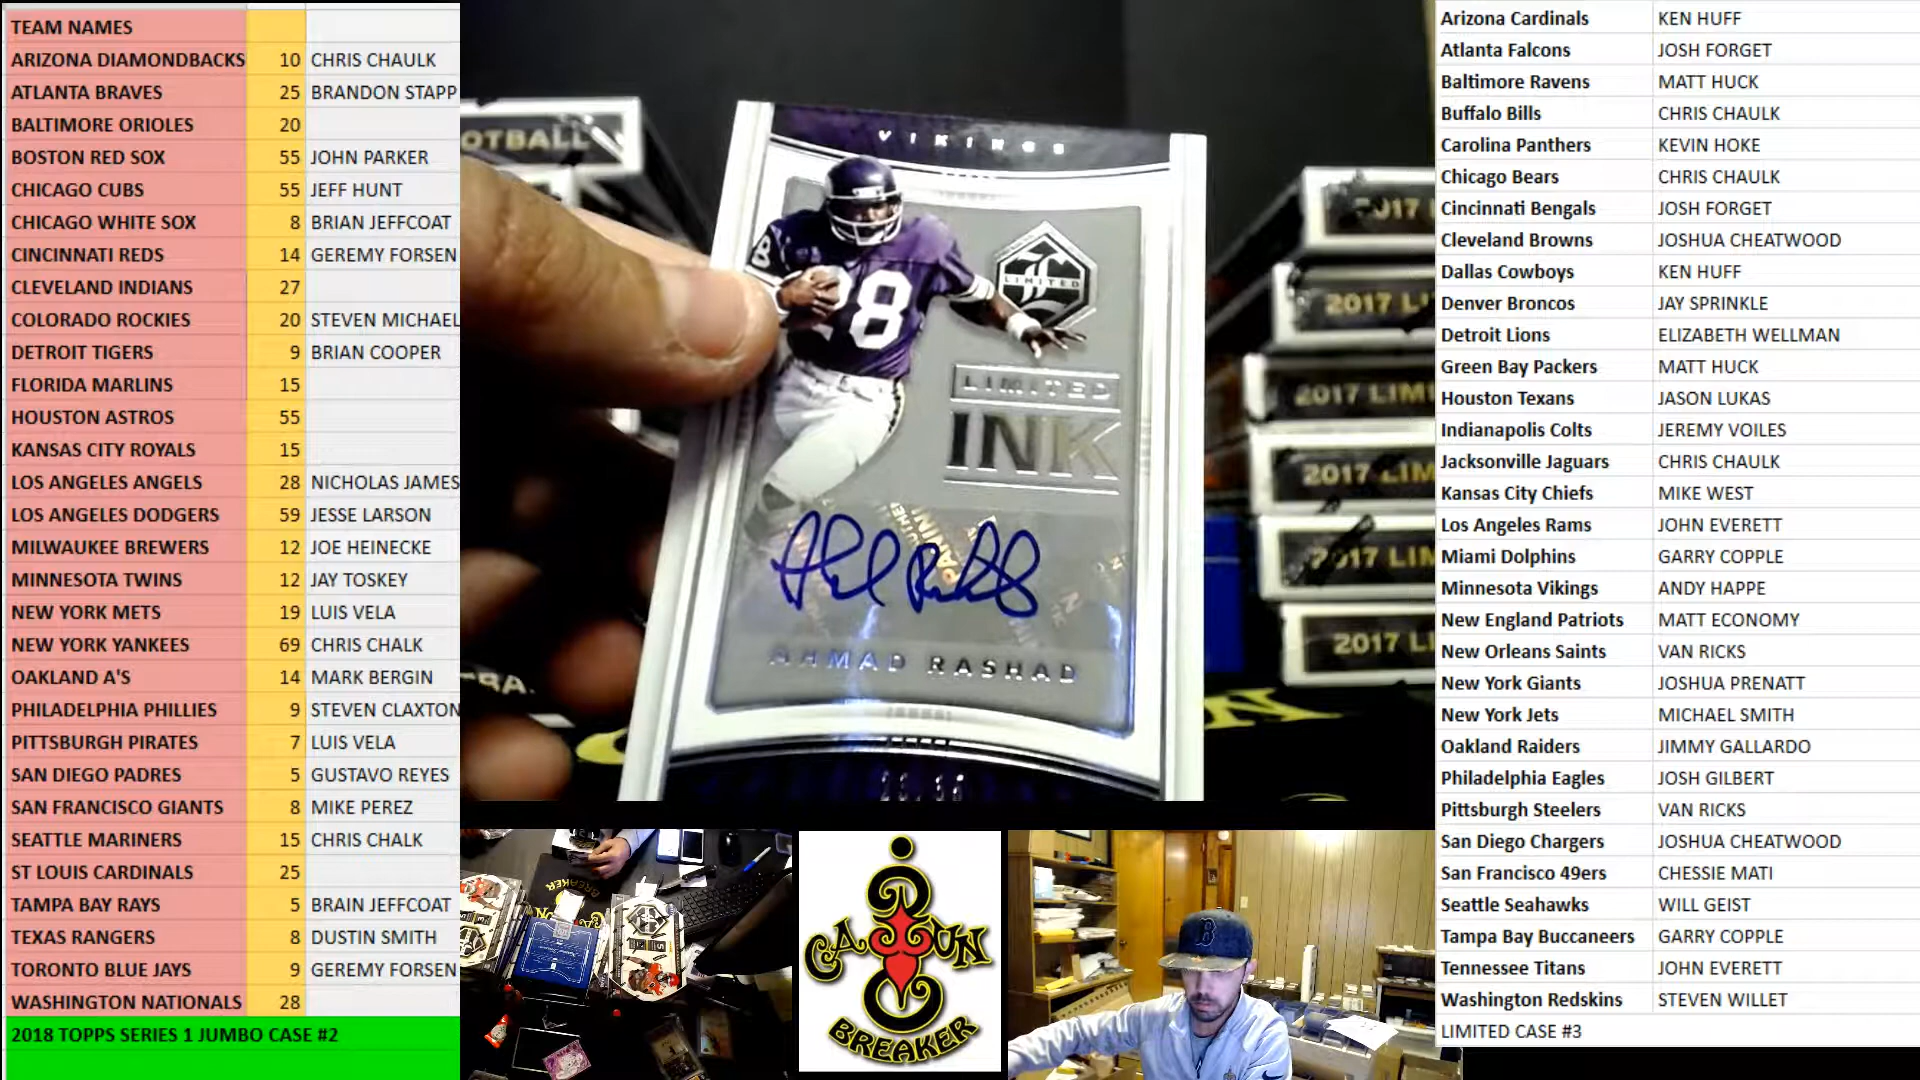 TEAM NAMES
ARIZONA DIAMONDBACKS 10 CHRIS CHAULK
ATLANTA BRAVES 25 BRANDON STAPP
BALTIMORE ORIOLES 20
BOSTON RED SOX 55 JOHN PARKER
CHICAGO CUBS 55 JEFF HUNT
CHICAGO WHITE SOX 8 BRIAN JEFFCOAT
CINCINNATI REDS 14 GEREMY FORSEN
CLEVELAND INDIANS 27
COLORADO ROCKIES 20 STEVEN MICHAEL
DETROIT TIGERS 9 BRIAN COOPER
FLORIDA MARLINS 15
HOUSTON ASTROS 55
KANSAS CITY ROYALS 15
LOS ANGELES ANGELS 28 NICHOLAS JAMES
LOS ANGELES DODGERS 59 JESSE LARSON
MILWAUKEE BREWERS 12 JOE HEINECKE
MINNESOTA TWINS 12 JAY TOSKEY
NEW YORK METS 19 LUIS VELA
NEW YORK YANKEES 69 CHRIS CHALK
OAKLAND A'S 14 MARK BERGIN
PHILADELPHIA PHILLIES 9 STEVEN CLAXTON
PITTSBURGH PIRATES 7 LUIS VELA
SAN DIEGO PADRES 5 GUSTAVO REYES
SAN FRANCISCO GIANTS 8 MIKE PEREZ
SEATTLE MARINERS 15 CHRIS CHALK
ST LOUIS CARDINALS 25
TAMPA BAY RAYS 5 BRAIN JEFFCOAT
TEXAS RANGERS 8 DUSTIN SMITH
TORONTO BLUE JAYS 9 GEREMY FORSEN
WASHINGTON NATIONALS 28
2018 TOPPS SERIES 1 JUMBO CASE #2
OTBALL
VIKINGS
28
LIMITED
LIMITED
INK
AHMAD RASHAD
2017
2017 LI
2017 LIM
2017 LIM
2017 LIM
2017 LI
CAJUN
BREAKER
B
Arizona Cardinals KEN HUFF
Atlanta Falcons JOSH FORGET
Baltimore Ravens MATT HUCK
Buffalo Bills CHRIS CHAULK
Carolina Panthers KEVIN HOKE
Chicago Bears CHRIS CHAULK
Cincinnati Bengals JOSH FORGET
Cleveland Browns JOSHUA CHEATWOOD
Dallas Cowboys KEN HUFF
Denver Broncos JAY SPRINKLE
Detroit Lions ELIZABETH WELLMAN
Green Bay Packers MATT HUCK
Houston Texans JASON LUKAS
Indianapolis Colts JEREMY VOILES
Jacksonville Jaguars CHRIS CHAULK
Kansas City Chiefs MIKE WEST
Los Angeles Rams JOHN EVERETT
Miami Dolphins GARRY COPPLE
Minnesota Vikings ANDY HAPPE
New England Patriots MATT ECONOMY
New Orleans Saints VAN RICKS
New York Giants JOSHUA PRENATT
New York Jets MICHAEL SMITH
Oakland Raiders JIMMY GALLARDO
Philadelphia Eagles JOSH GILBERT
Pittsburgh Steelers VAN RICKS
San Diego Chargers JOSHUA CHEATWOOD
San Francisco 49ers CHESSIE MATI
Seattle Seahawks WILL GEIST
Tampa Bay Buccaneers GARRY COPPLE
Tennessee Titans JOHN EVERETT
Washington Redskins STEVEN WILLET
LIMITED CASE #3